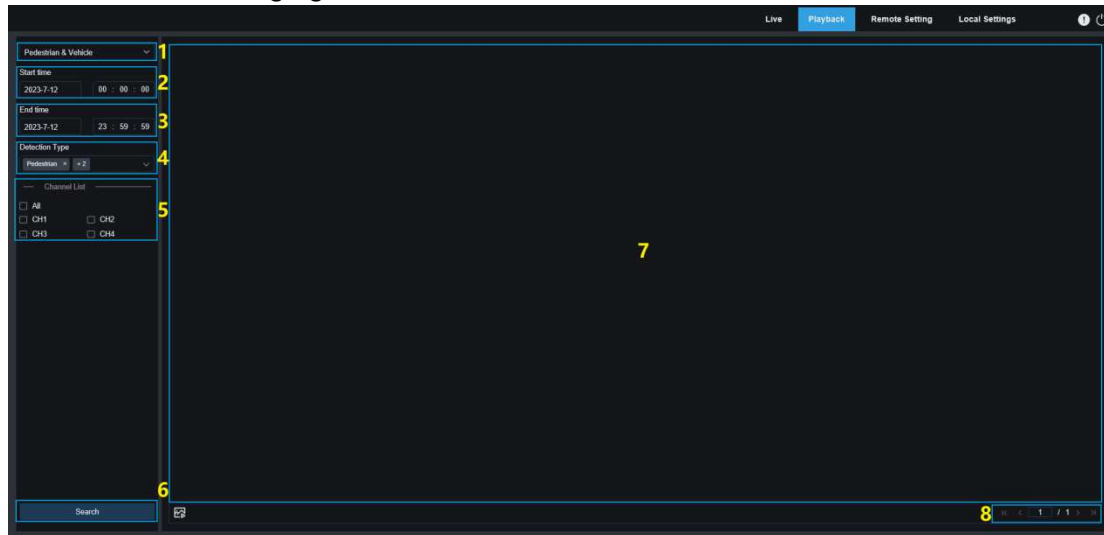 Live Playback Remote Setting Local Settings
Pedestrian & Vehicle 1
Start time
2023-7-12 00 : 00 : 00 2
End time
2023-7-12 23 : 59 : 59 3
Detection Type
Pedestrian × +2 4
Channel List
All 5
CH1 CH2
CH3 CH4
7
6
Search
8 1 / 1